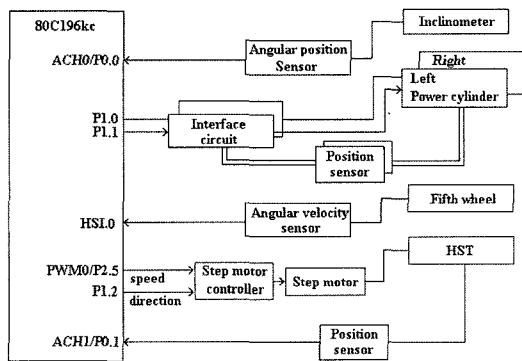 80C196kc
Inclinometer
ACH0/P0.0
Angular position
Sensor
Right
Left
Power cylinder
P1.0
P1.1
Interface
circuit
Position
sensor
HSI.0
Angular velocity
sensor
Fifth wheel
PWM0/P2.5
speed
P1.2
direction
Step motor
controller
Step motor
HST
ACH1/P0.1
Position
sensor